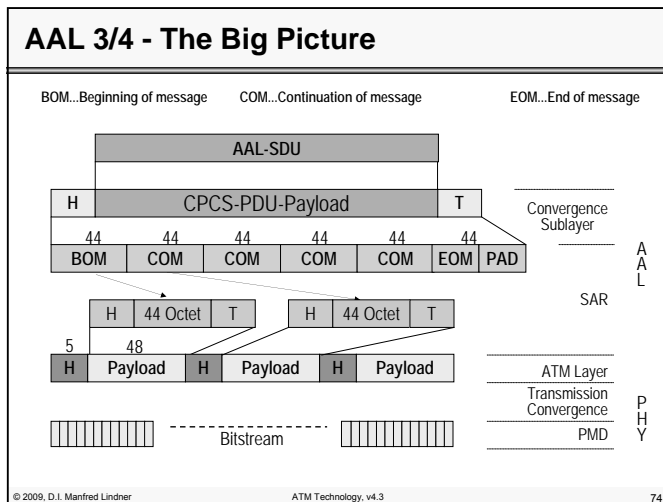 AAL 3/4 - The Big Picture
BOM...Beginning of message COM...Continuation of message EOM...End of message
AAL-SDU
H CPCS-PDU-Payload T
Convergence
Sublayer
44 44 44 44 44 44
BOM COM COM COM COM EOM PAD
AAL
H 44 Octet T H 44 Octet T
SAR
5 48
H Payload H Payload H Payload
ATM Layer
Transmission
Convergence
PHY
Bitstream
PMD
© 2009, D.I. Manfred Lindner ATM Technology, v4.3 74